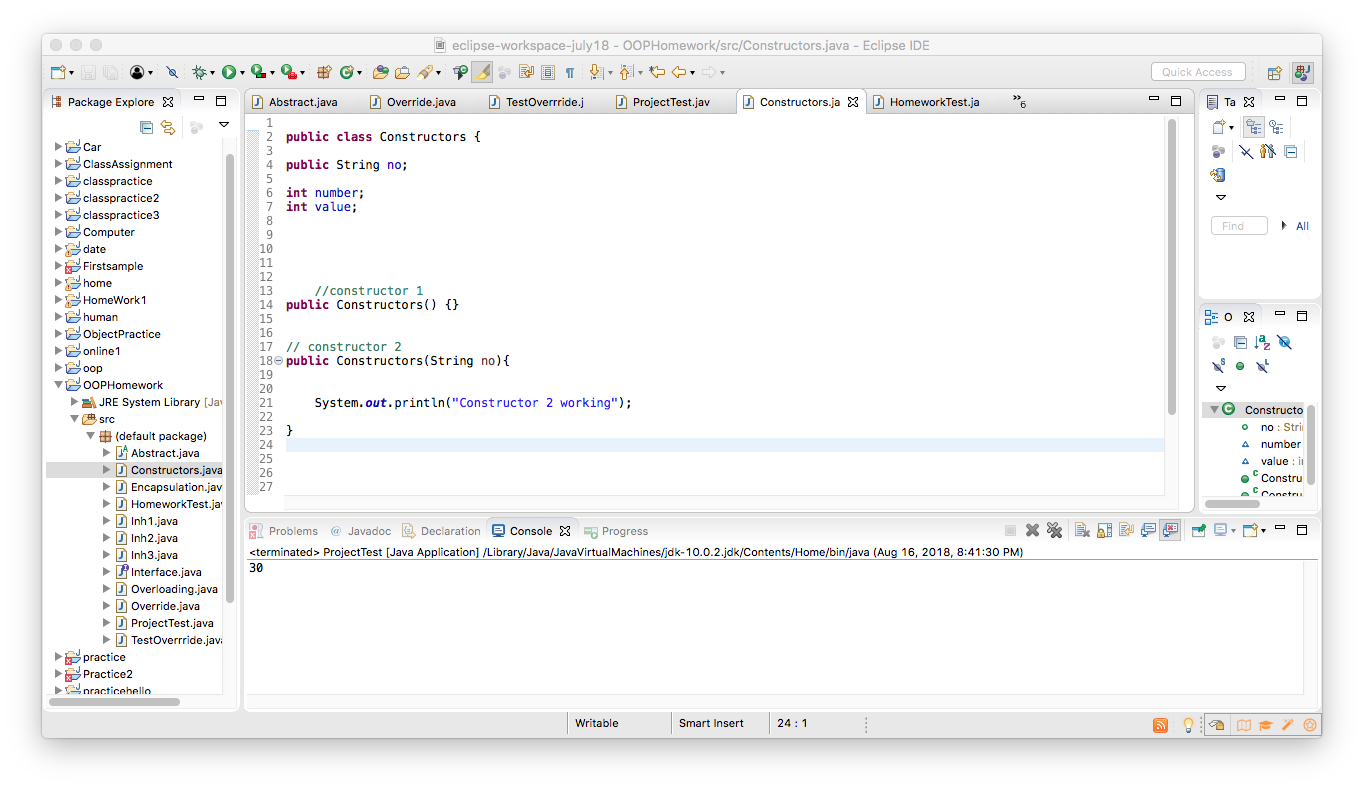 eclipse-workspace-july18 - OOPHomework/src/Constructors.java - Eclipse IDE
Quick Access
Package Explore
Car
ClassAssignment
classpractice
classpractice2
classpractice3
Computer
date
Firstsample
home
HomeWork1
human
ObjectPractice
online1
oop
OOPHomework
JRE System Library [Jav
src
(default package)
Abstract.java
Constructors.java
Encapsulation.jav
HomeworkTest.jav
Inh1.java
Inh2.java
Inh3.java
Interface.java
Overloading.java
Override.java
ProjectTest.java
TestOverrride.java
practice
Practice2
practicehello
Abstract.java Override.java TestOverrride.j ProjectTest.jav Constructors.ja HomeworkTest.ja »6
1
2 public class Constructors {
3
4 public String no;
5
6 int number;
7 int value;
8
9
10
11
12
13 //constructor 1
14 public Constructors() {}
15
16
17 // constructor 2
18 public Constructors(String no){
19
20
21 System.out.println("Constructor 2 working");
22
23 }
24
25
26
27
Ta
Find All
O
Constructo
no : Strin
number
value : in
Constru
Constru
Problems @ Javadoc Declaration Console Progress
<terminated> ProjectTest [Java Application] /Library/Java/JavaVirtualMachines/jdk-10.0.2.jdk/Contents/Home/bin/java (Aug 16, 2018, 8:41:30 PM)
30
Writable Smart Insert 24 : 1